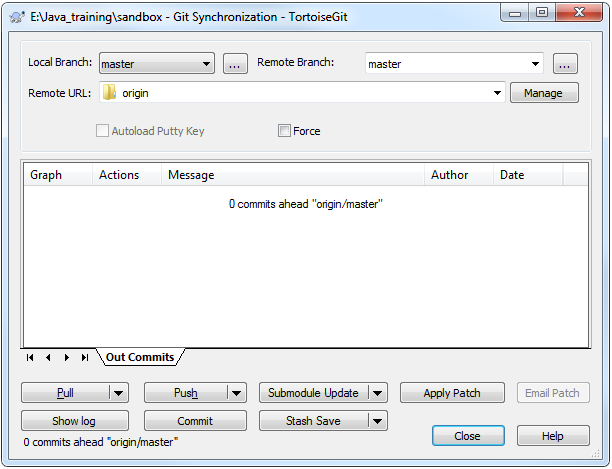 E:\Java_training\sandbox - Git Synchronization - TortoiseGit
Local Branch: master ... Remote Branch: master ...
Remote URL: origin Manage
Autoload Putty Key Force
Graph Actions Message Author Date
0 commits ahead "origin/master"
Out Commits
Pull Push Submodule Update Apply Patch Email Patch
Show log Commit Stash Save
Close Help
0 commits ahead "origin/master"